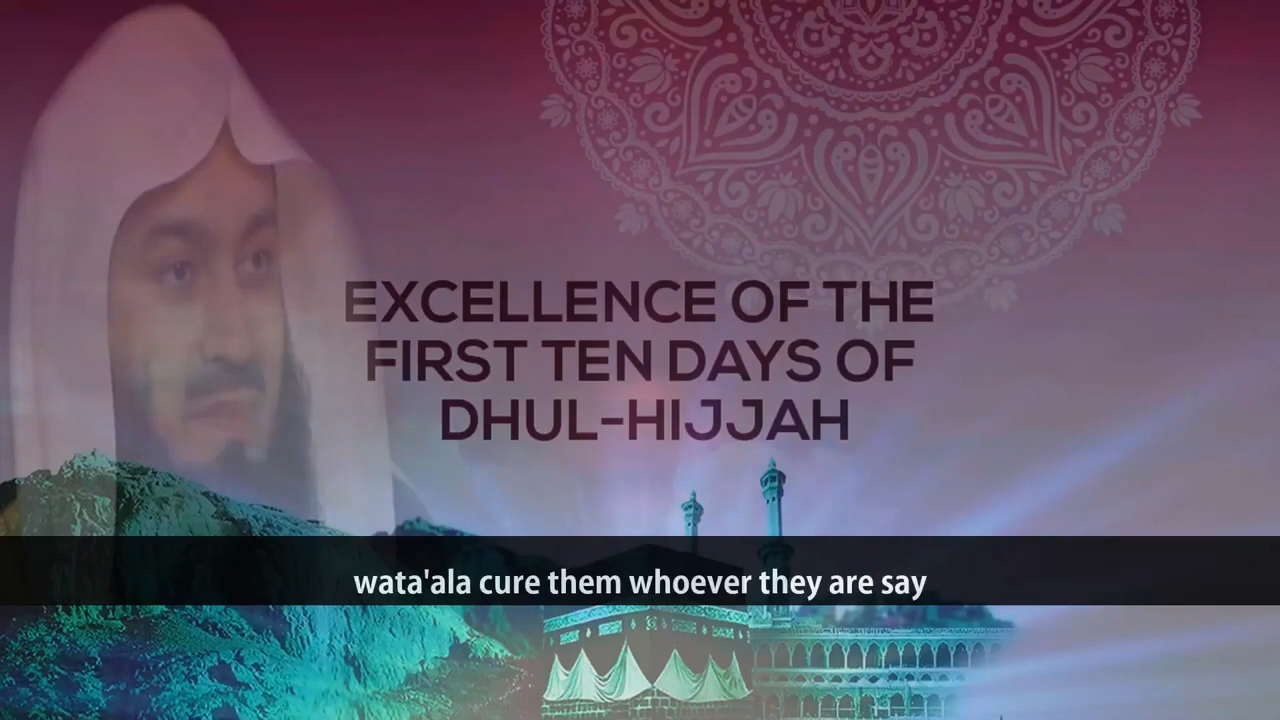 EXCELLENCE OF THE
FIRST TEN DAYS OF
DHUL-HIJJAH
wata'ala cure them whoever they are say